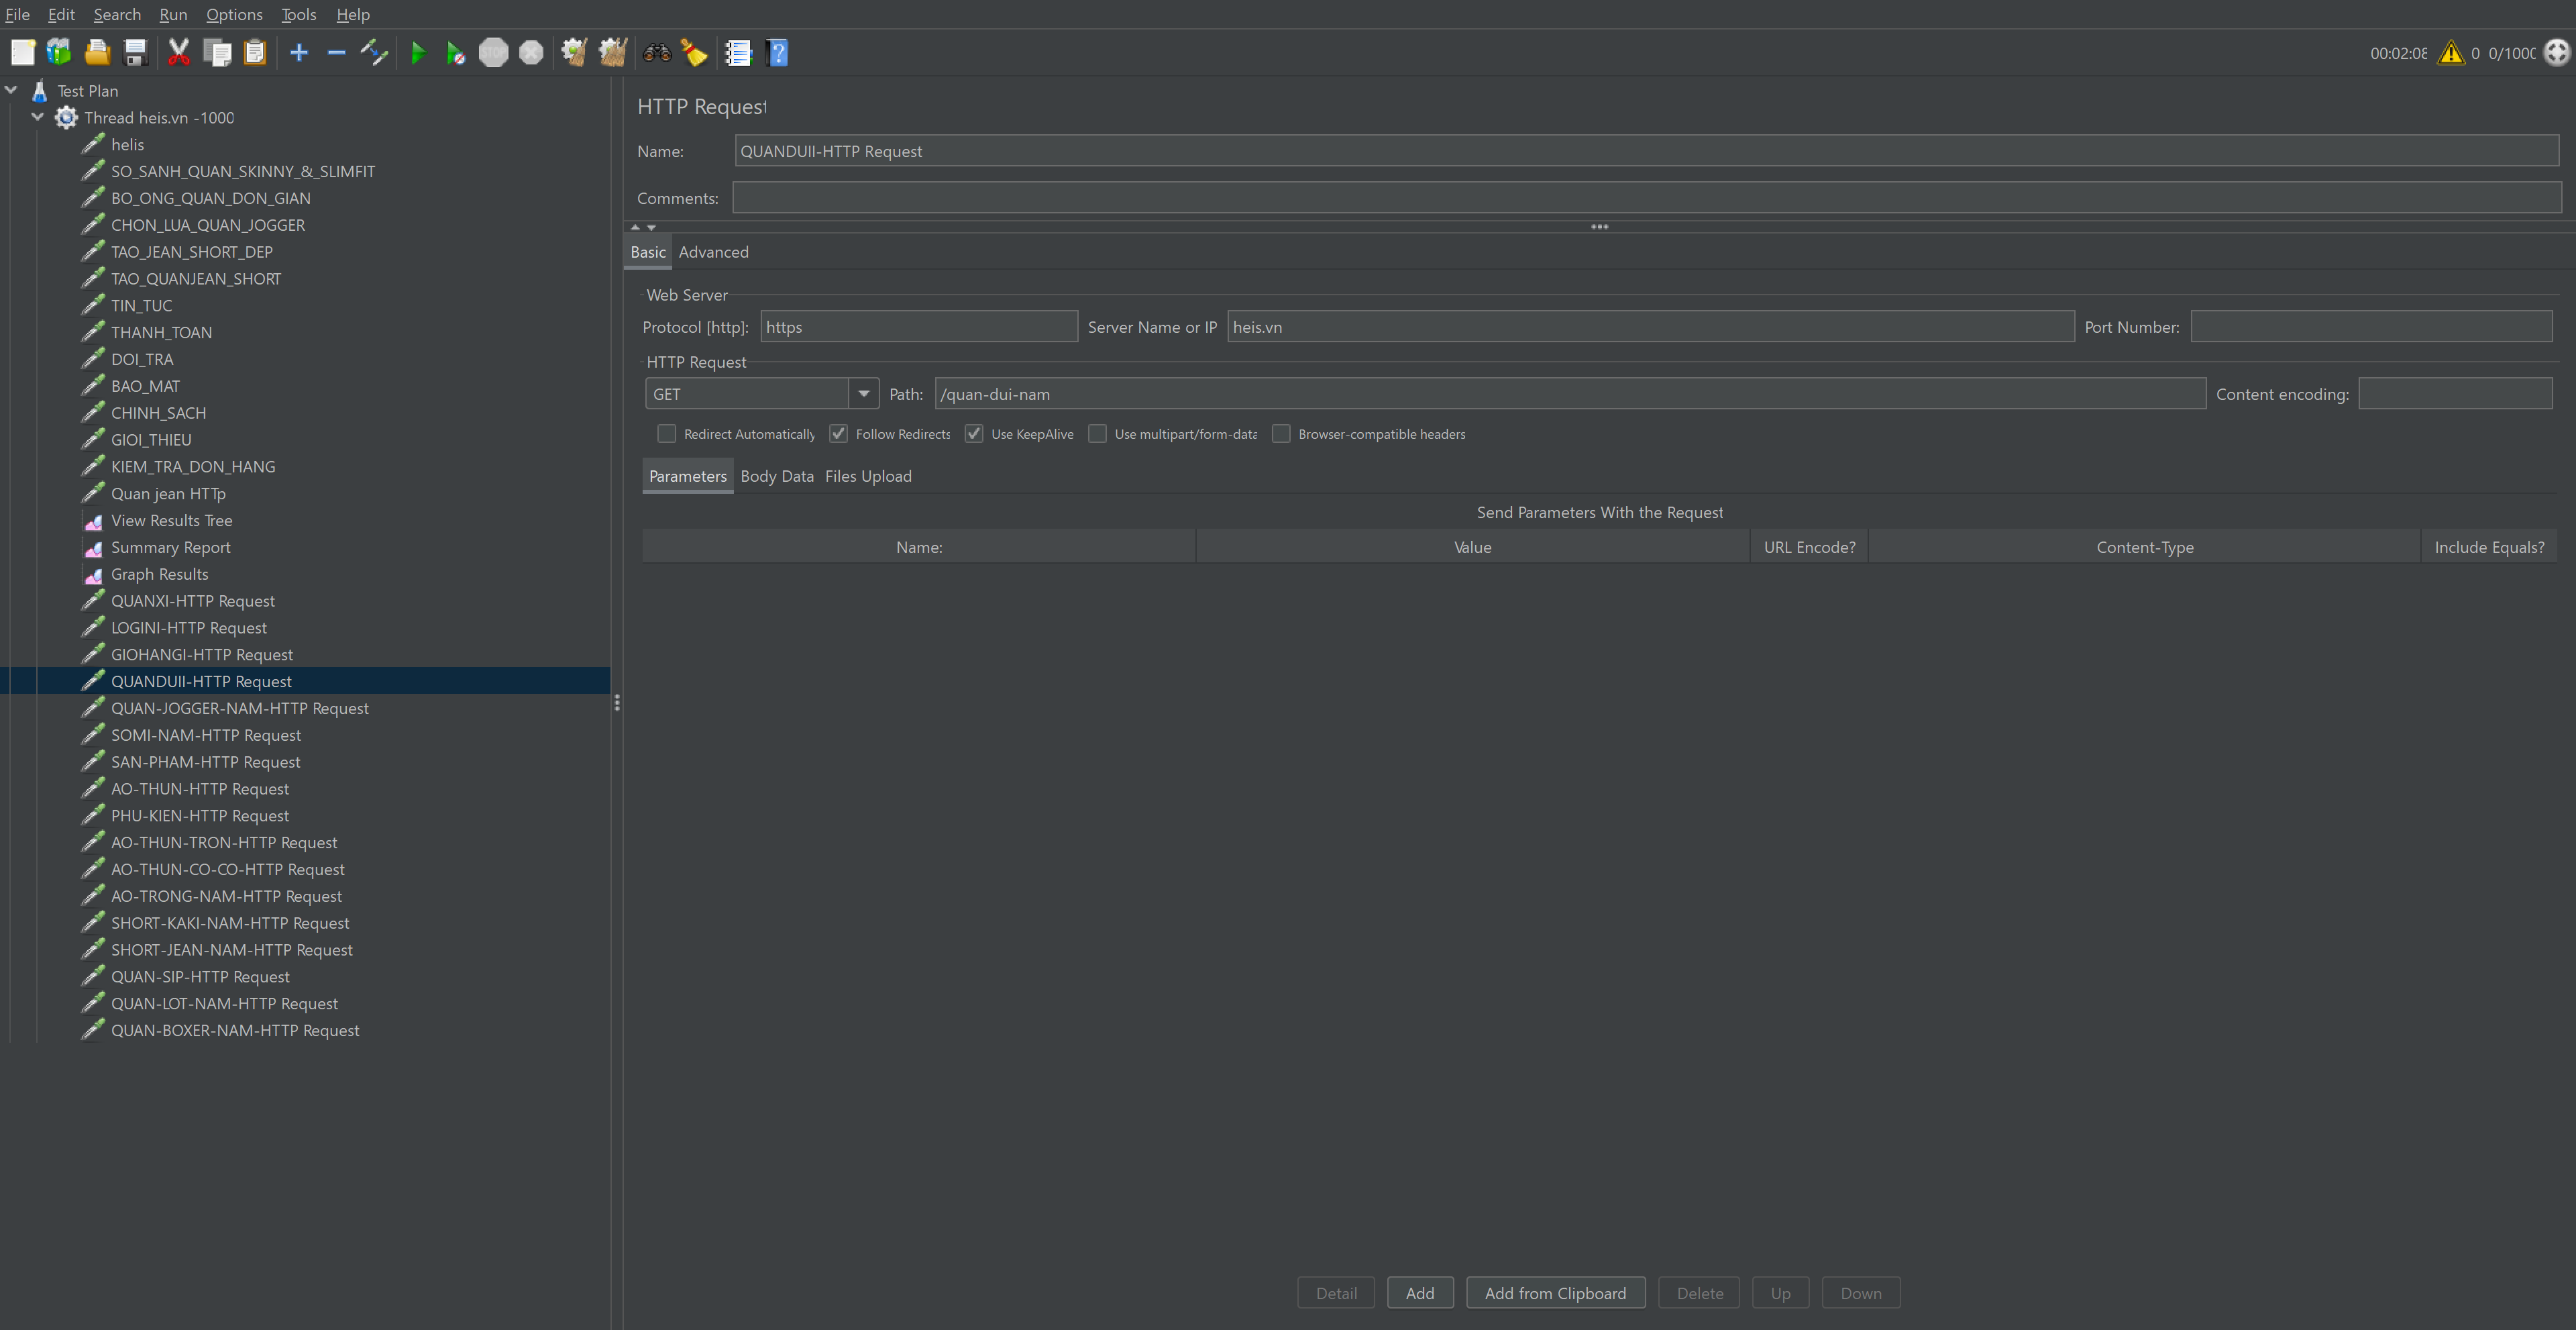 File Edit Search Run Options Tools Help
00:02:08 0 0/1000
Test Plan
Thread heis.vn -1000
helis
SO_SANH_QUAN_SKINNY_&_SLIMFIT
BO_ONG_QUAN_DON_GIAN
CHON_LUA_QUAN_JOGGER
TAO_JEAN_SHORT_DEP
TAO_QUANJEAN_SHORT
TIN_TUC
THANH_TOAN
DOI_TRA
BAO_MAT
CHINH_SACH
GIOI_THIEU
KIEM_TRA_DON_HANG
Quan jean HTTp
View Results Tree
Summary Report
Graph Results
QUANXI-HTTP Request
LOGINI-HTTP Request
GIOHANGI-HTTP Request
QUANDUII-HTTP Request
QUAN-JOGGER-NAM-HTTP Request
SOMI-NAM-HTTP Request
SAN-PHAM-HTTP Request
AO-THUN-HTTP Request
PHU-KIEN-HTTP Request
AO-THUN-TRON-HTTP Request
AO-THUN-CO-CO-HTTP Request
AO-TRONG-NAM-HTTP Request
SHORT-KAKI-NAM-HTTP Request
SHORT-JEAN-NAM-HTTP Request
QUAN-SIP-HTTP Request
QUAN-LOT-NAM-HTTP Request
QUAN-BOXER-NAM-HTTP Request
HTTP Request
Name: QUANDUII-HTTP Request
Comments:
Basic Advanced
Web Server
Protocol [http]: https Server Name or IP heis.vn Port Number:
HTTP Request
GET Path: /quan-dui-nam Content encoding:
Redirect Automatically Follow Redirects Use KeepAlive Use multipart/form-data Browser-compatible headers
Parameters Body Data Files Upload
Send Parameters With the Request
Name: Value URL Encode? Content-Type Include Equals?
Detail Add Add from Clipboard Delete Up Down